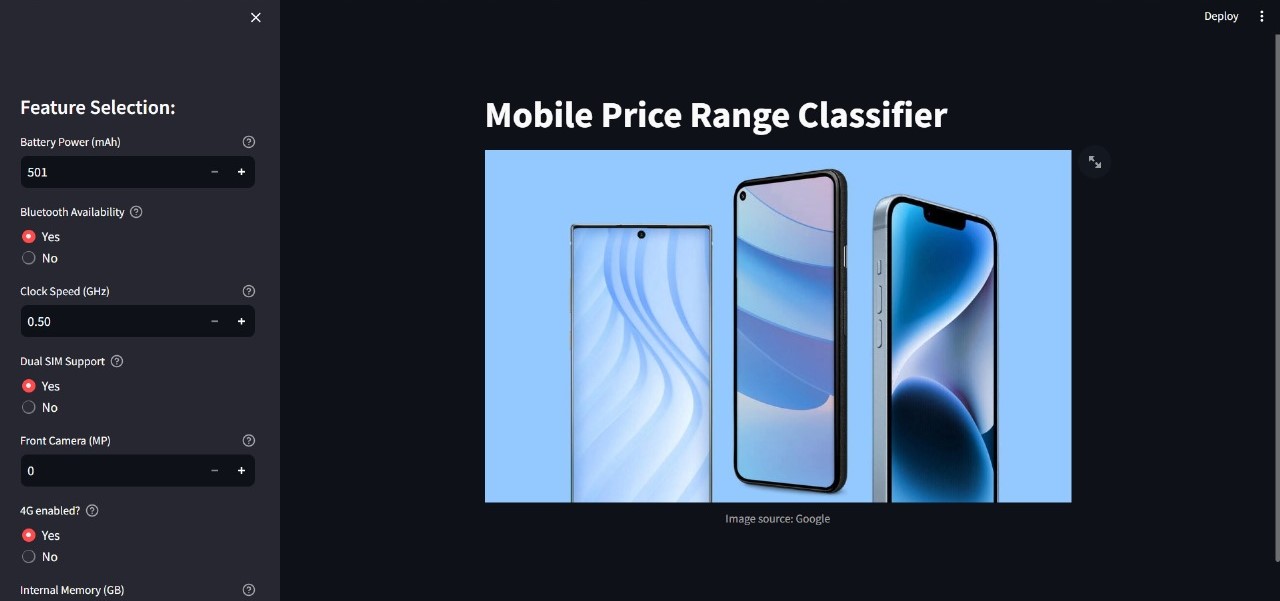 Deploy
Feature Selection:
Battery Power (mAh)
501
Bluetooth Availability
Yes
No
Clock Speed (GHz)
0.50
Dual SIM Support
Yes
No
Front Camera (MP)
0
4G enabled?
Yes
No
Internal Memory (GB)
Mobile Price Range Classifier
Image source: Google